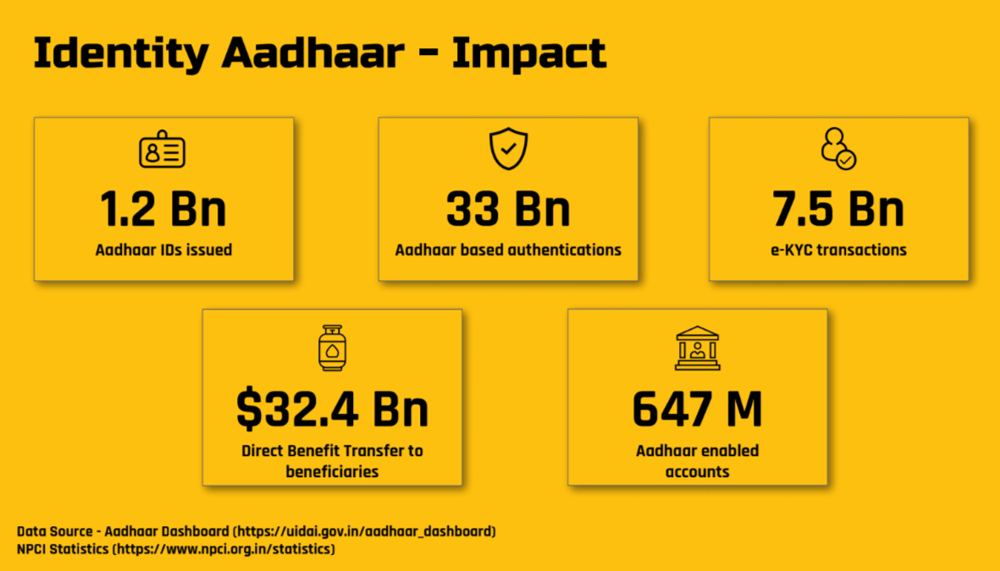 Identity Aadhaar - Impact
1.2 Bn
Aadhaar IDs issued
33 Bn
Aadhaar based authentications
7.5 Bn
e-KYC transactions
$32.4 Bn
Direct Benefit Transfer to
beneficiaries
647 M
Aadhaar enabled
accounts
Data Source - Aadhaar Dashboard (https://uidai.gov.in/aadhaar_dashboard)
NPCI Statistics (https://www.npci.org.in/statistics)